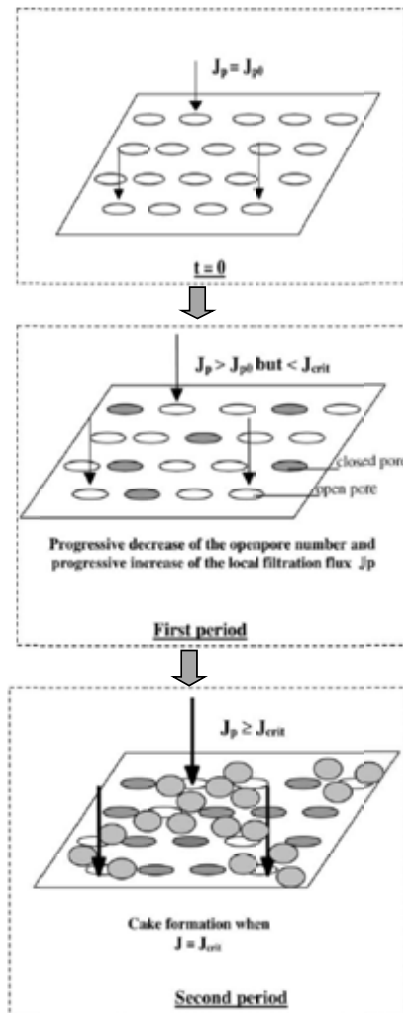 Jp = Jp0
t = 0
Jp > Jp0 but < Jcrit
closed pore
open pore
Progressive decrease of the openpore number and
progressive increase of the local filtration flux Jp
First period
Jp ≥ Jcrit
Cake formation when
J = Jcrit
Second period